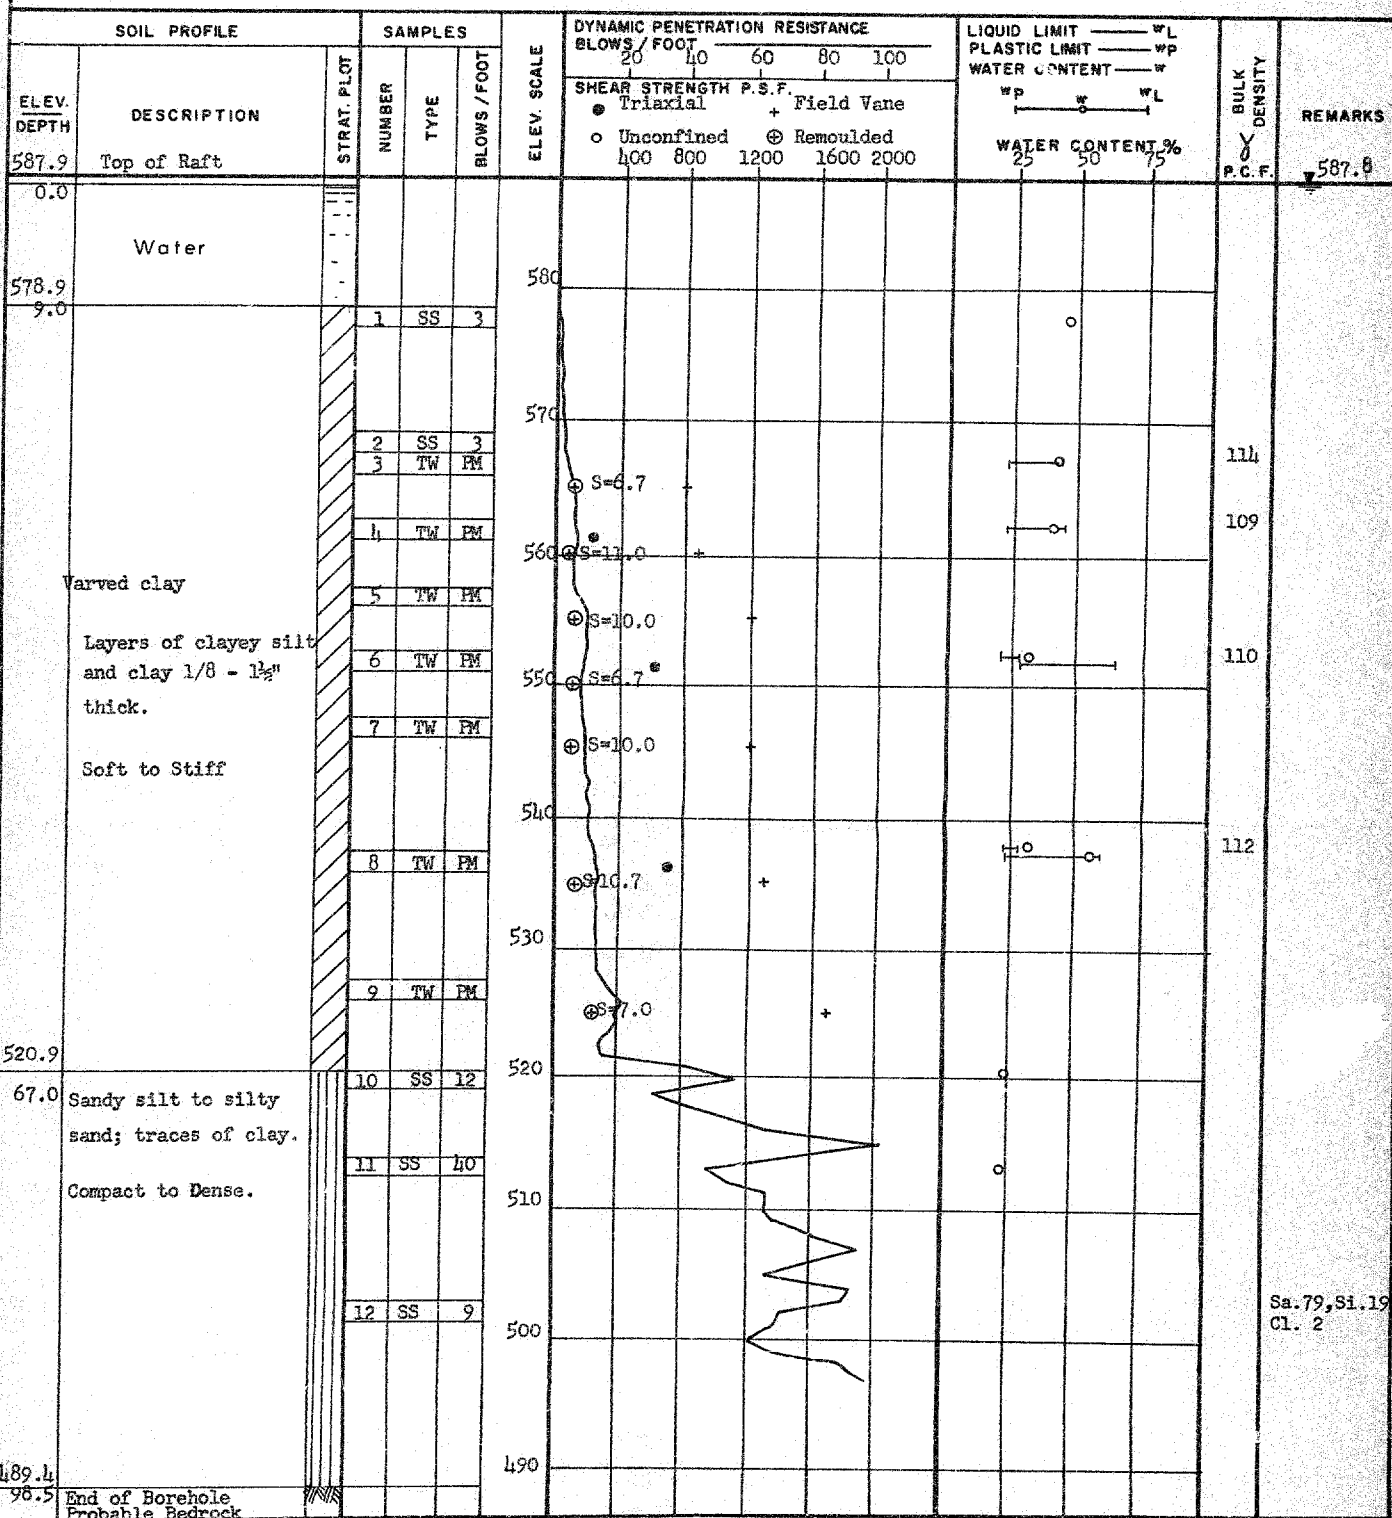 SOIL PROFILE
SAMPLES
ELEV. SCALE
DYNAMIC PENETRATION RESISTANCE
BLOWS / FOOT
20 40 60 80 100
SHEAR STRENGTH P.S.F.
● Triaxial + Field Vane
○ Unconfined ⊕ Remoulded
400 800 1200 1600 2000
LIQUID LIMIT — wL
PLASTIC LIMIT — wP
WATER CONTENT — w
wP w wL
WATER CONTENT %
25 50 75
BULK DENSITY
γ
P.C.F.
REMARKS
587.8
ELEV.
DEPTH
DESCRIPTION
STRAT. PLOT
NUMBER
TYPE
BLOWS / FOOT
587.9 Top of Raft
0.0
Water
578.9
9.0
580
1 SS 3
570
2 SS 3
3 TW PM
114
S=6.7
4 TW PM
109
560
S=11.0
Varved clay
5 TW PM
S=10.0
Layers of clayey silt
and clay 1/8 - 1½"
thick.
6 TW PM
110
550
S=6.7
7 TW PM
S=10.0
Soft to Stiff
540
8 TW PM
112
S=10.7
530
9 TW PM
S=7.0
520.9
67.0
520
10 SS 12
Sandy silt to silty
sand; traces of clay.
11 SS 40
Compact to Dense.
510
12 SS 9
Sa.79,Si.19
Cl. 2
500
490
489.4
98.5
End of Borehole
Probable Bedrock